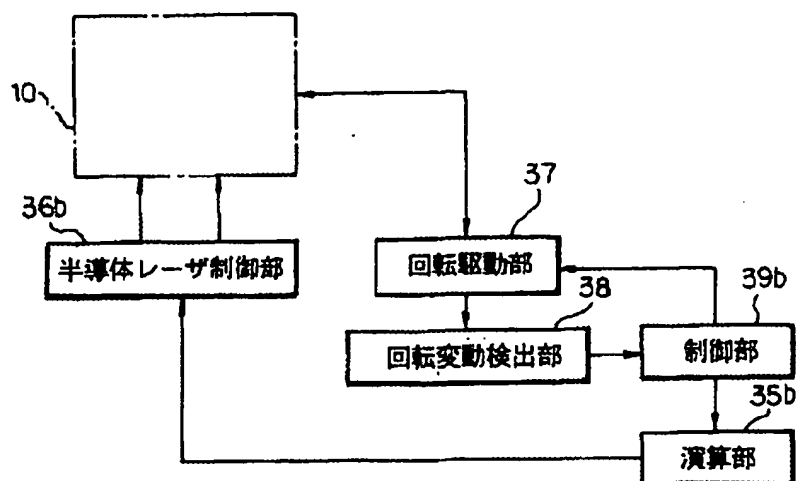 10
37
36b
半導体レーザ制御部
回転駆動部
38
39b
回転変動検出部
制御部
35b
演算部